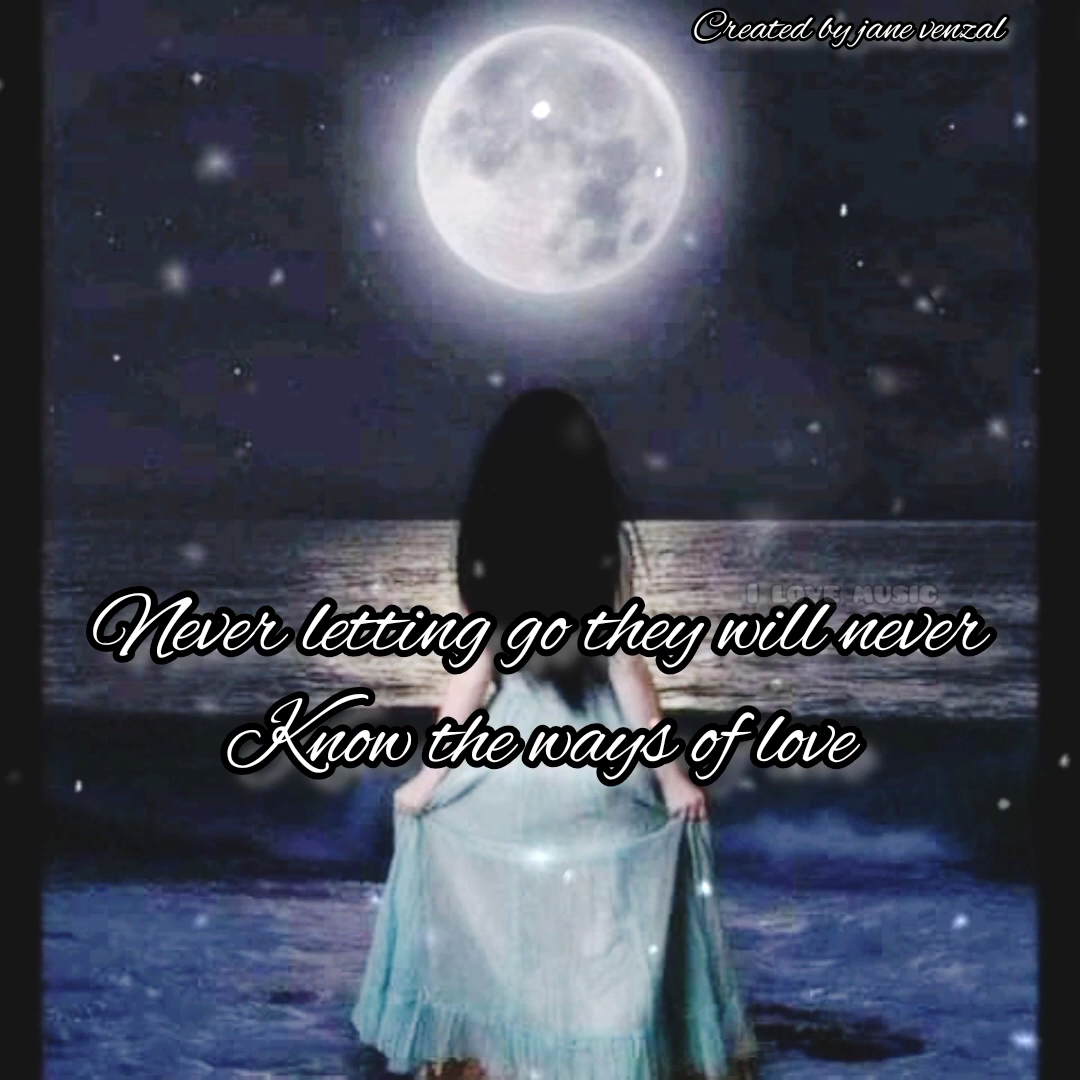 Created by jane venzal
I LOVE MUSIC
Never letting go they will never
Know the ways of love